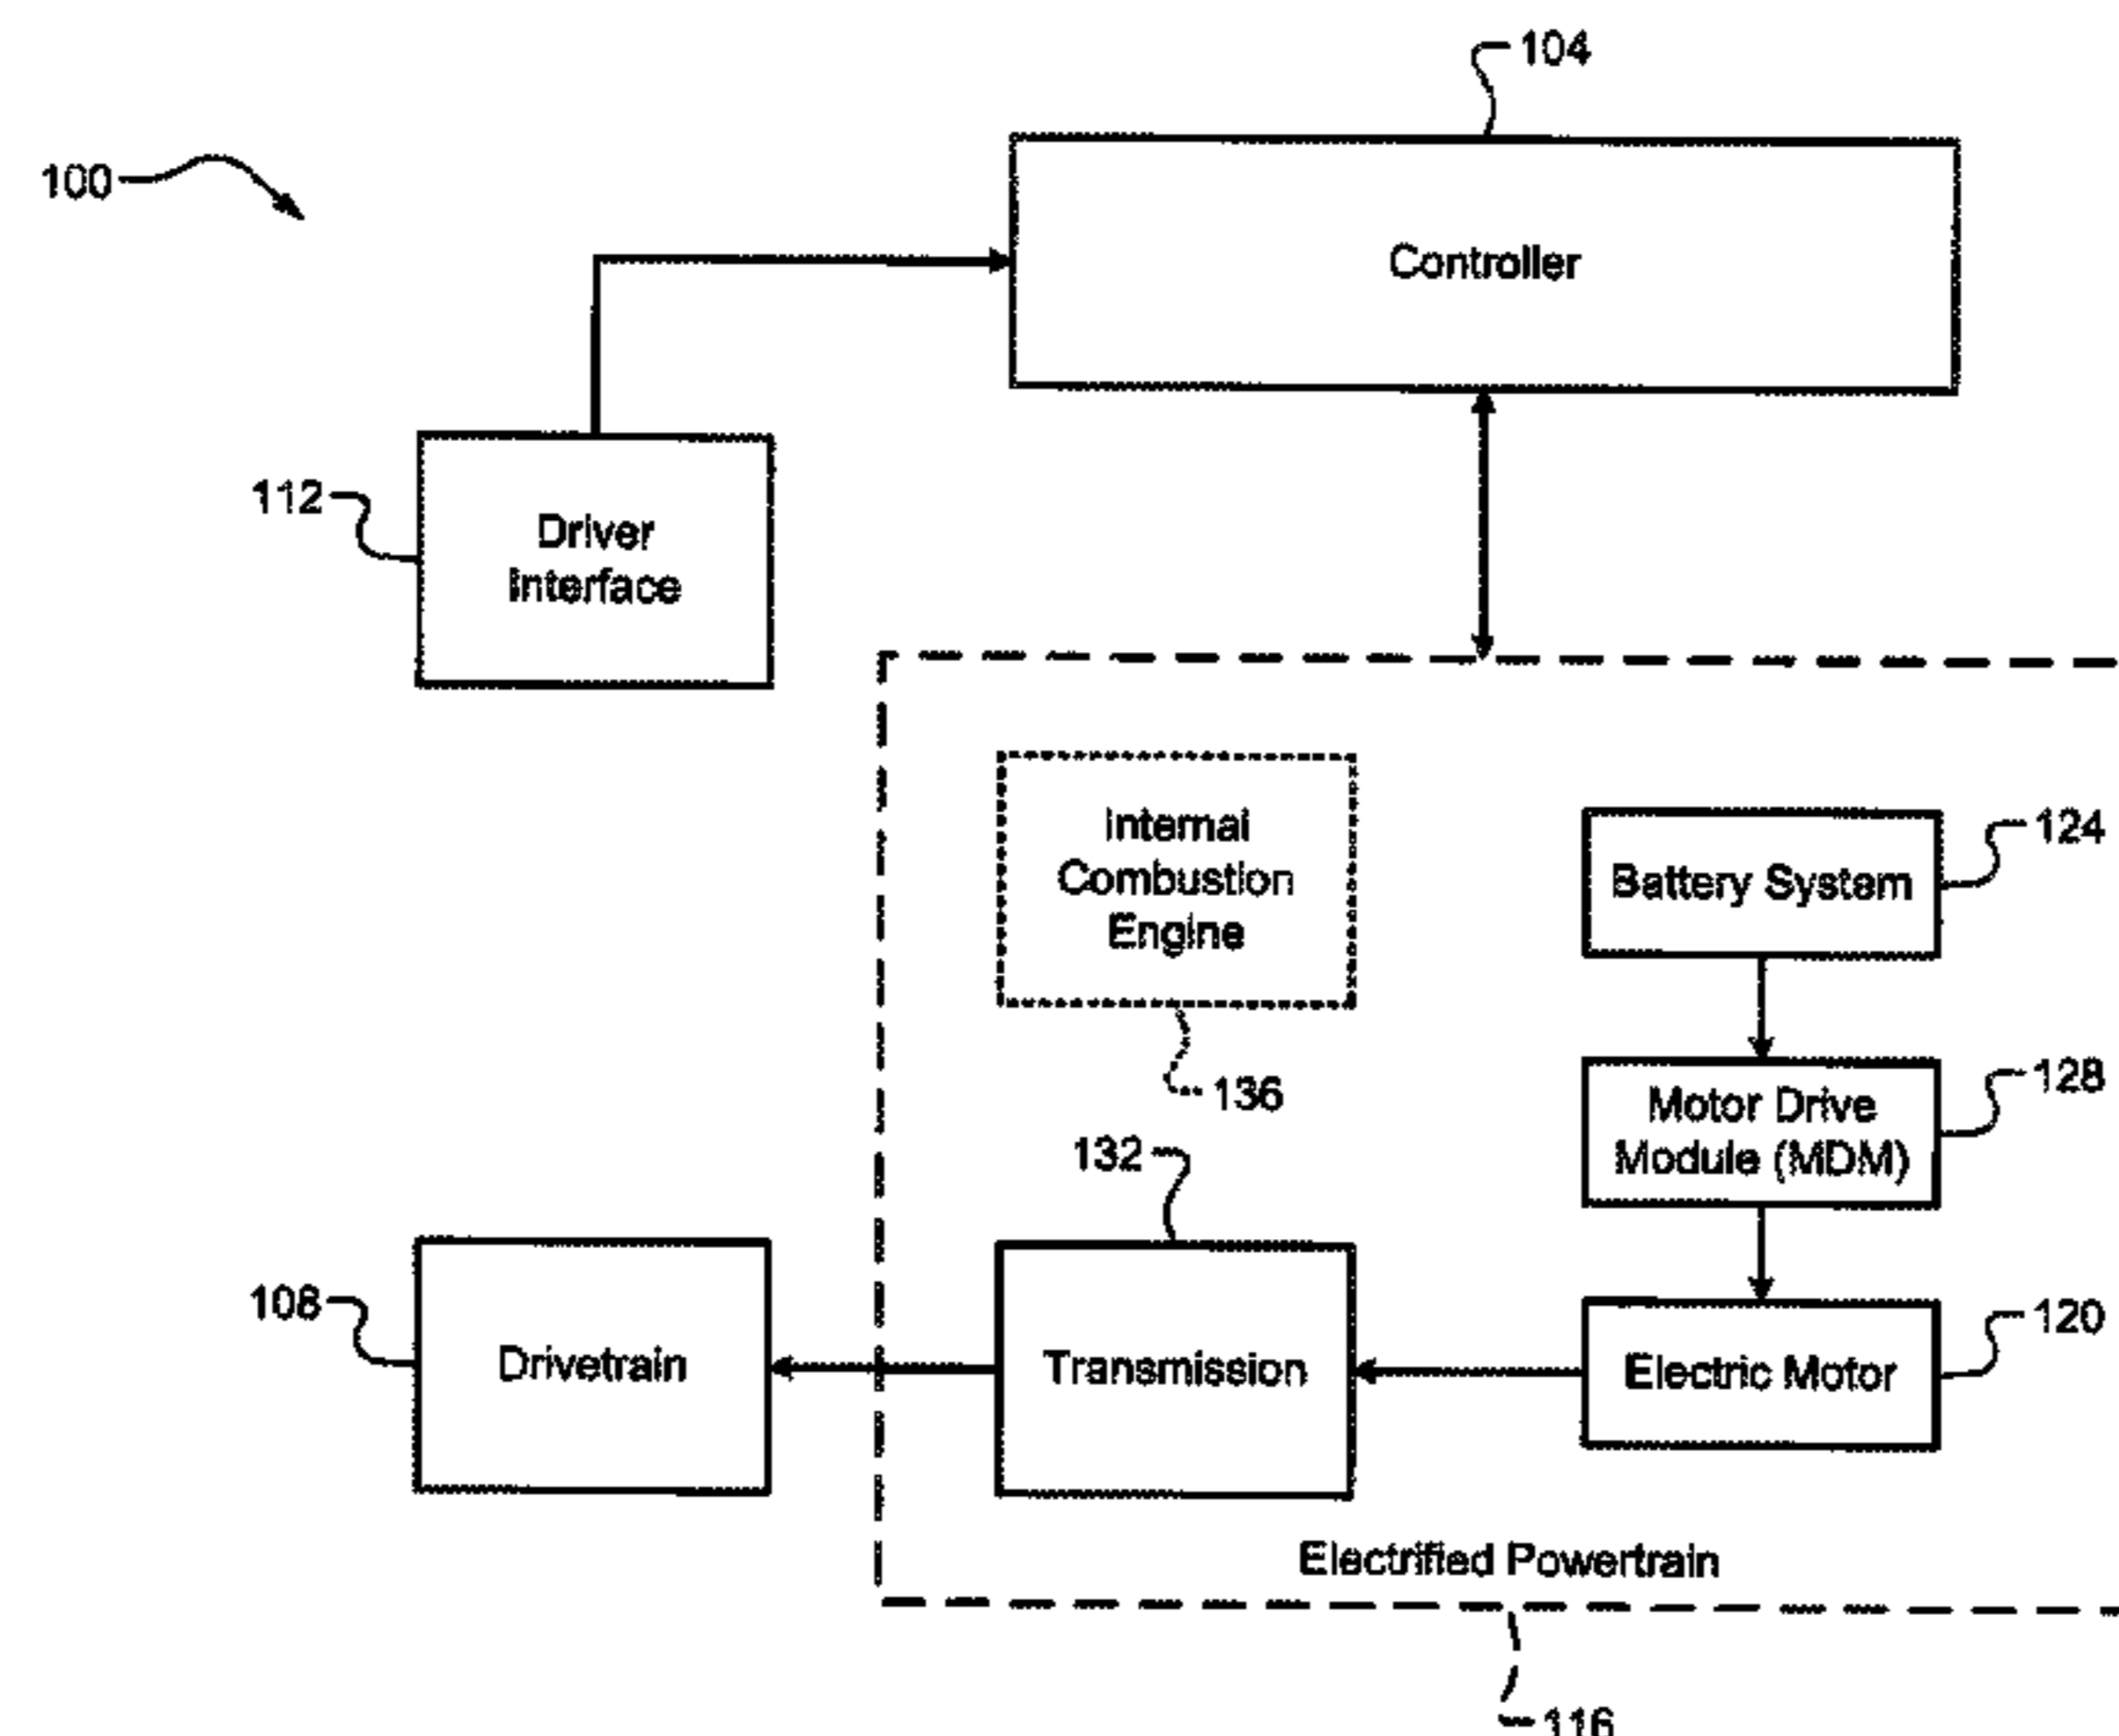 104
100
Controller
112
Driver
Interface
Internal
Combustion
Engine
124
Battery System
136
128
Motor Drive
Module (MDM)
132
108
Drivetrain
Transmission
120
Electric Motor
Electrified Powertrain
116